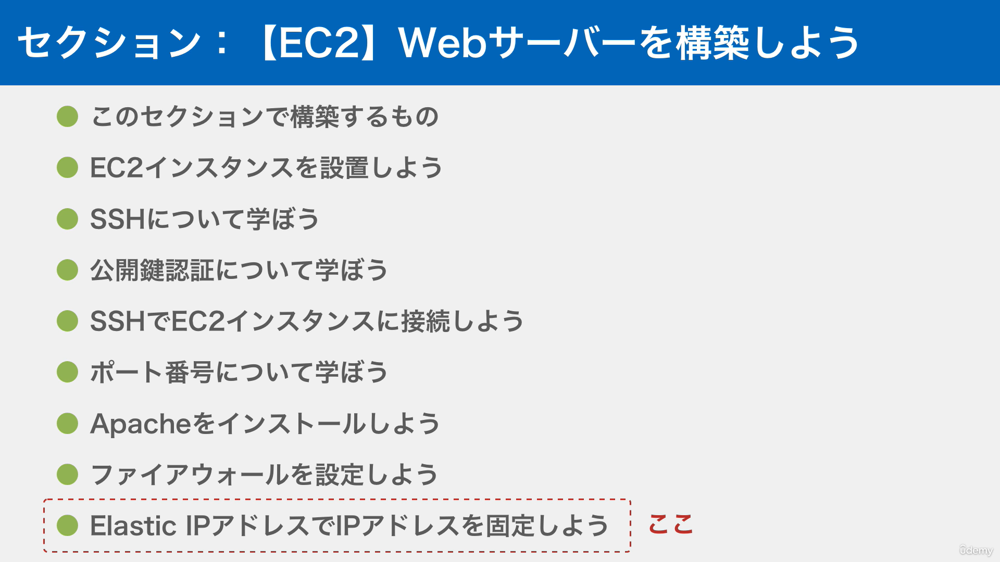 セクション：【EC2】Webサーバーを構築しよう
このセクションで構築するもの
EC2インスタンスを設置しよう
SSHについて学ぼう
公開鍵認証について学ぼう
SSHでEC2インスタンスに接続しよう
ポート番号について学ぼう
Apacheをインストールしよう
ファイアウォールを設定しよう
Elastic IPアドレスでIPアドレスを固定しよう ここ
udemy